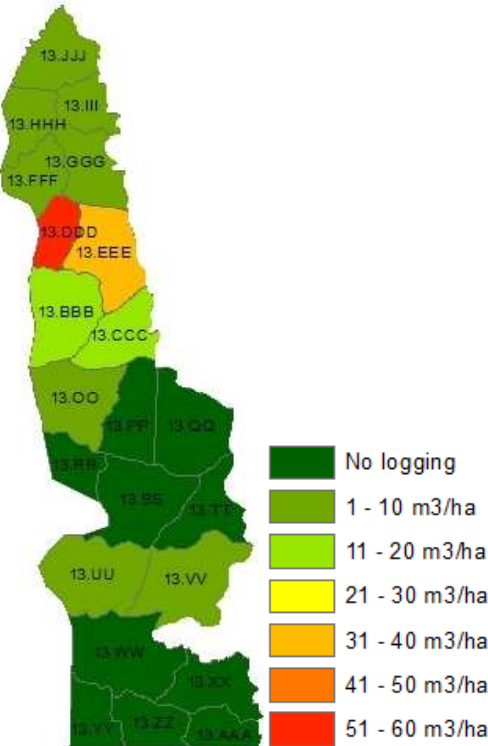 13.JJJ
13.III
13.HHH
13.GGG
13.FFF
13.DDD
13.EEE
13.BBB
13.CCC
13.OO
13.PP
13.QQ
13.RR
13.SS
13.TT
13.UU
13.VV
13.WW
13.XX
13.YY
13.ZZ
13.AAA
No logging
1 - 10 m3/ha
11 - 20 m3/ha
21 - 30 m3/ha
31 - 40 m3/ha
41 - 50 m3/ha
51 - 60 m3/ha